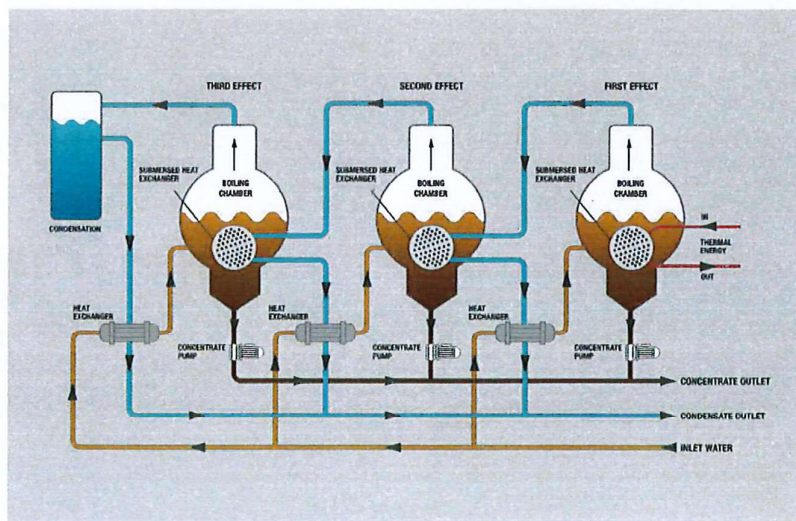 THIRD EFFECT
SECOND EFFECT
FIRST EFFECT
SUBMERSED HEAT
EXCHANGER
BOILING
CHAMBER
SUBMERSED HEAT
EXCHANGER
BOILING
CHAMBER
SUBMERSED HEAT
EXCHANGER
BOILING
CHAMBER
IN
THERMAL
ENERGY
OUT
CONDENSATION
HEAT
EXCHANGER
HEAT
EXCHANGER
HEAT
EXCHANGER
CONCENTRATE
PUMP
CONCENTRATE
PUMP
CONCENTRATE
PUMP
CONCENTRATE OUTLET
CONDENSATE OUTLET
INLET WATER